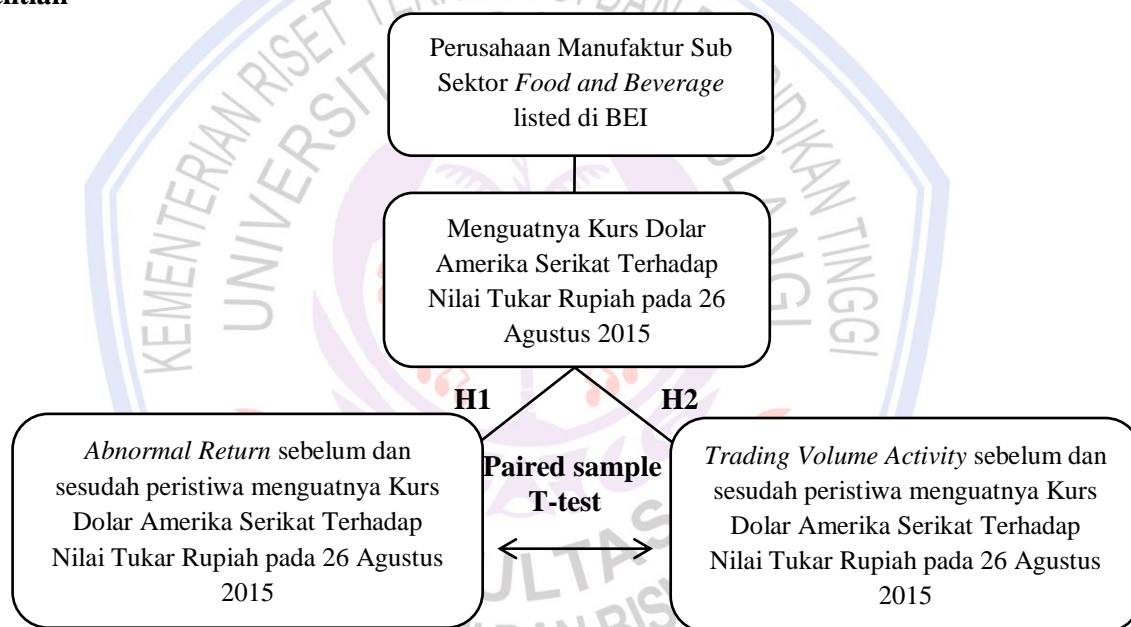 Perusahaan Manufaktur Sub
Sektor Food and Beverage
listed di BEI
Menguatnya Kurs Dolar
Amerika Serikat Terhadap
Nilai Tukar Rupiah pada 26
Agustus 2015
H1
H2
Abnormal Return sebelum dan
sesudah peristiwa menguatnya Kurs
Dolar Amerika Serikat Terhadap
Nilai Tukar Rupiah pada 26 Agustus
2015
Paired sample
T-test
Trading Volume Activity sebelum dan
sesudah peristiwa menguatnya Kurs
Dolar Amerika Serikat Terhadap
Nilai Tukar Rupiah pada 26 Agustus
2015
KEMENTERIAN RISET
TINGGI